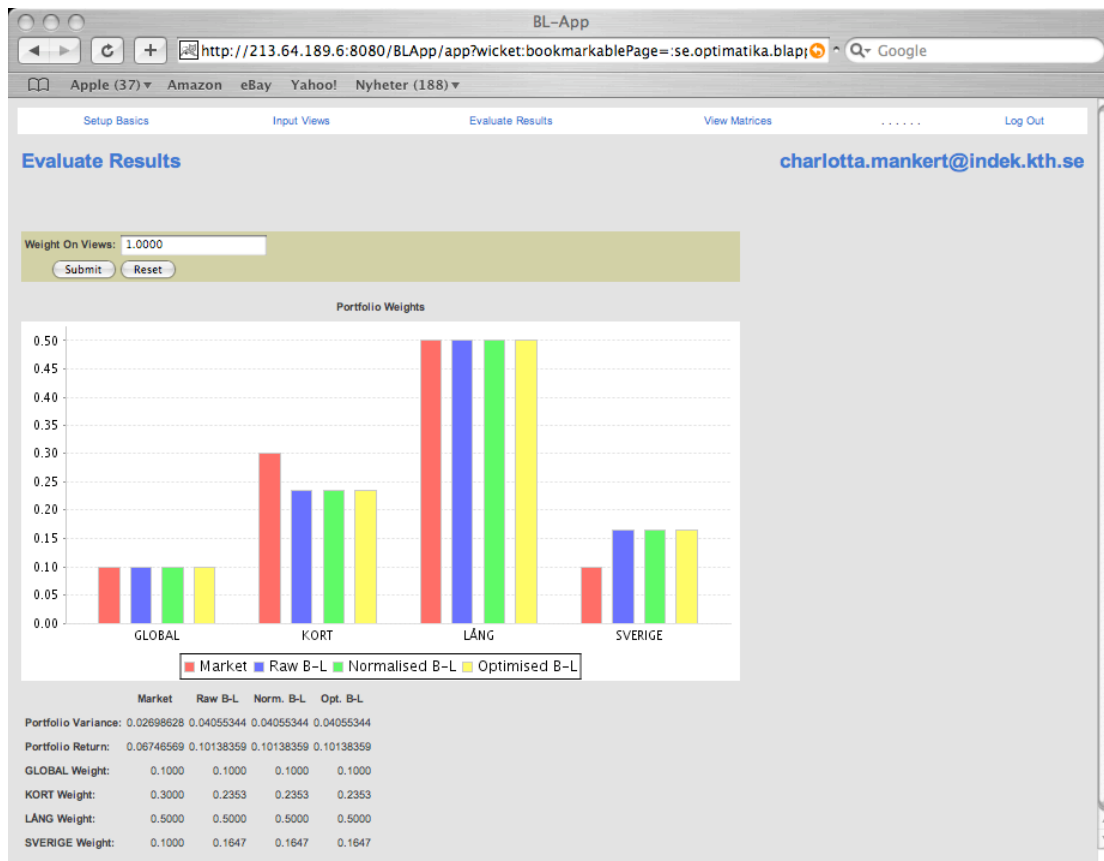 BL-App
http://213.64.189.6:8080/BLApp/app?wicket:bookmarkablePage=:se.optimatika.blap Google
Apple (37) Amazon eBay Yahoo! Nyheter (188)
Setup Basics Input Views Evaluate Results View Matrices . . . . . . Log Out
Evaluate Results charlotta.mankert@indek.kth.se
Weight On Views: 1.0000
Submit Reset
Portfolio Weights
0.50
0.45
0.40
0.35
0.30
0.25
0.20
0.15
0.10
0.05
0.00
GLOBAL KORT LÅNG SVERIGE
Market Raw B-L Normalised B-L Optimised B-L
Market Raw B-L Norm. B-L Opt. B-L
Portfolio Variance: 0.02698628 0.04055344 0.04055344 0.04055344
Portfolio Return: 0.06746569 0.10138359 0.10138359 0.10138359
GLOBAL Weight: 0.1000 0.1000 0.1000 0.1000
KORT Weight: 0.3000 0.2353 0.2353 0.2353
LÅNG Weight: 0.5000 0.5000 0.5000 0.5000
SVERIGE Weight: 0.1000 0.1647 0.1647 0.1647